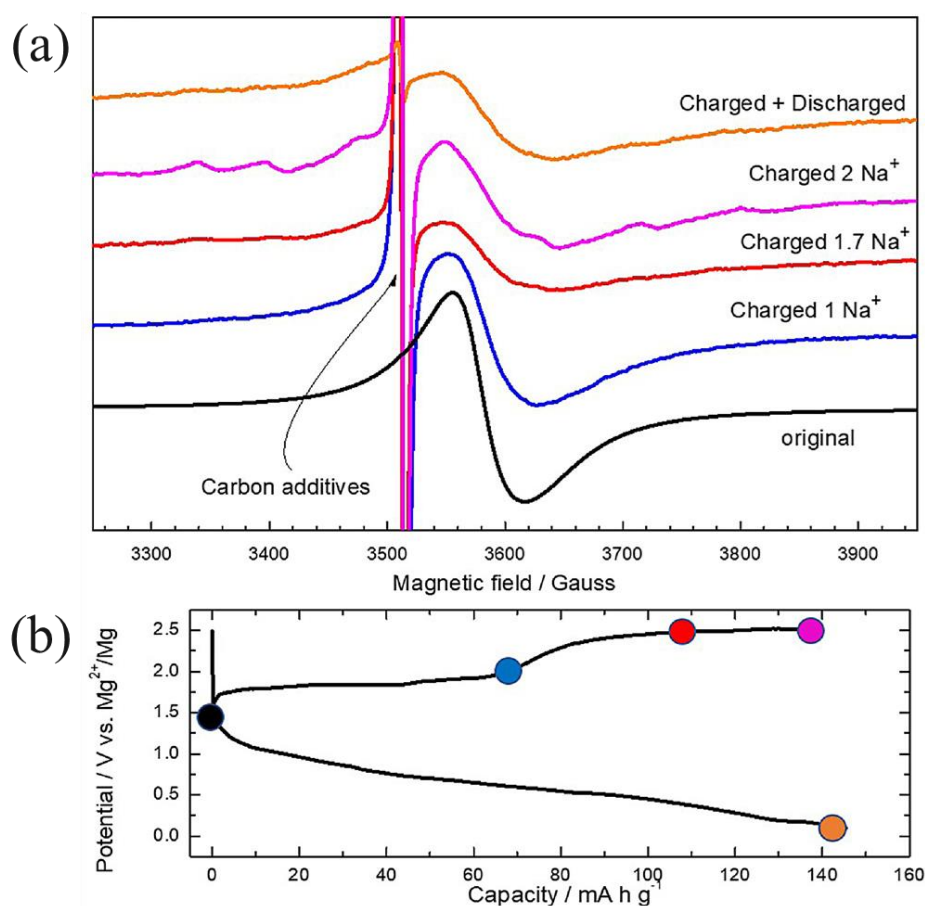 (a)
Charged + Discharged
Charged 2 Na⁺
Charged 1.7 Na⁺
Charged 1 Na⁺
original
Carbon additives
3300 3400 3500 3600 3700 3800 3900
Magnetic field / Gauss
(b)
Potential / V vs. Mg²⁺/Mg
2.5
2.0
1.5
1.0
0.5
0.0
0 20 40 60 80 100 120 140 160
Capacity / mA h g⁻¹